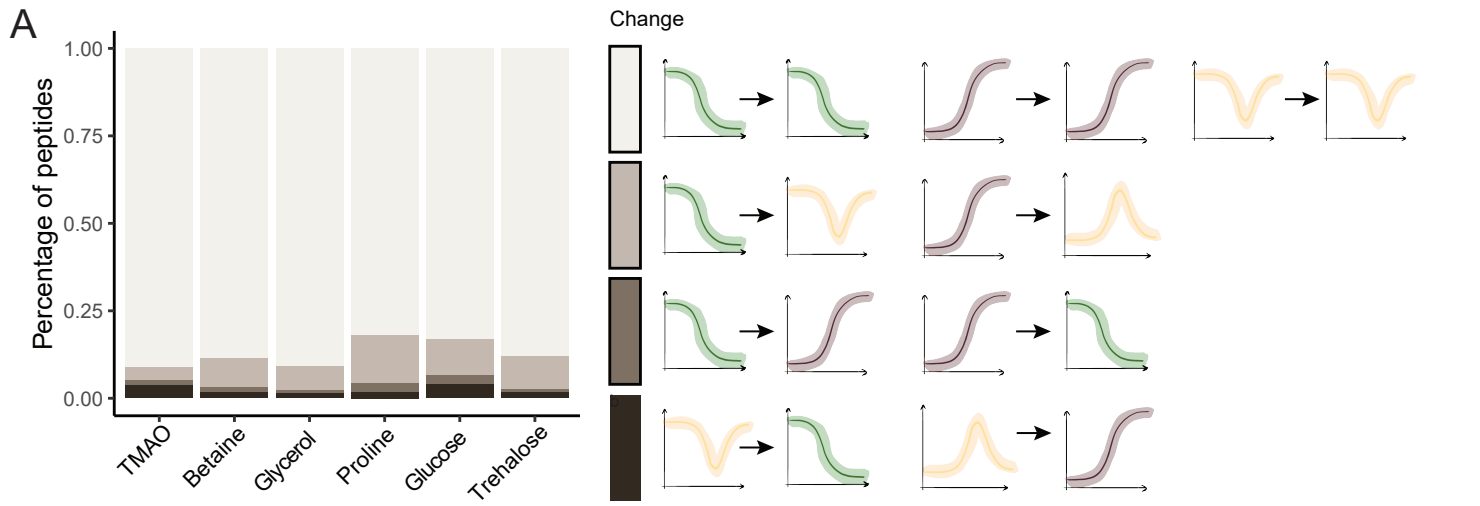 A
Change
Percentage of peptides
1.00
0.75
0.50
0.25
0.00
TMAO
Betaine
Glycerol
Proline
Glucose
Trehalose